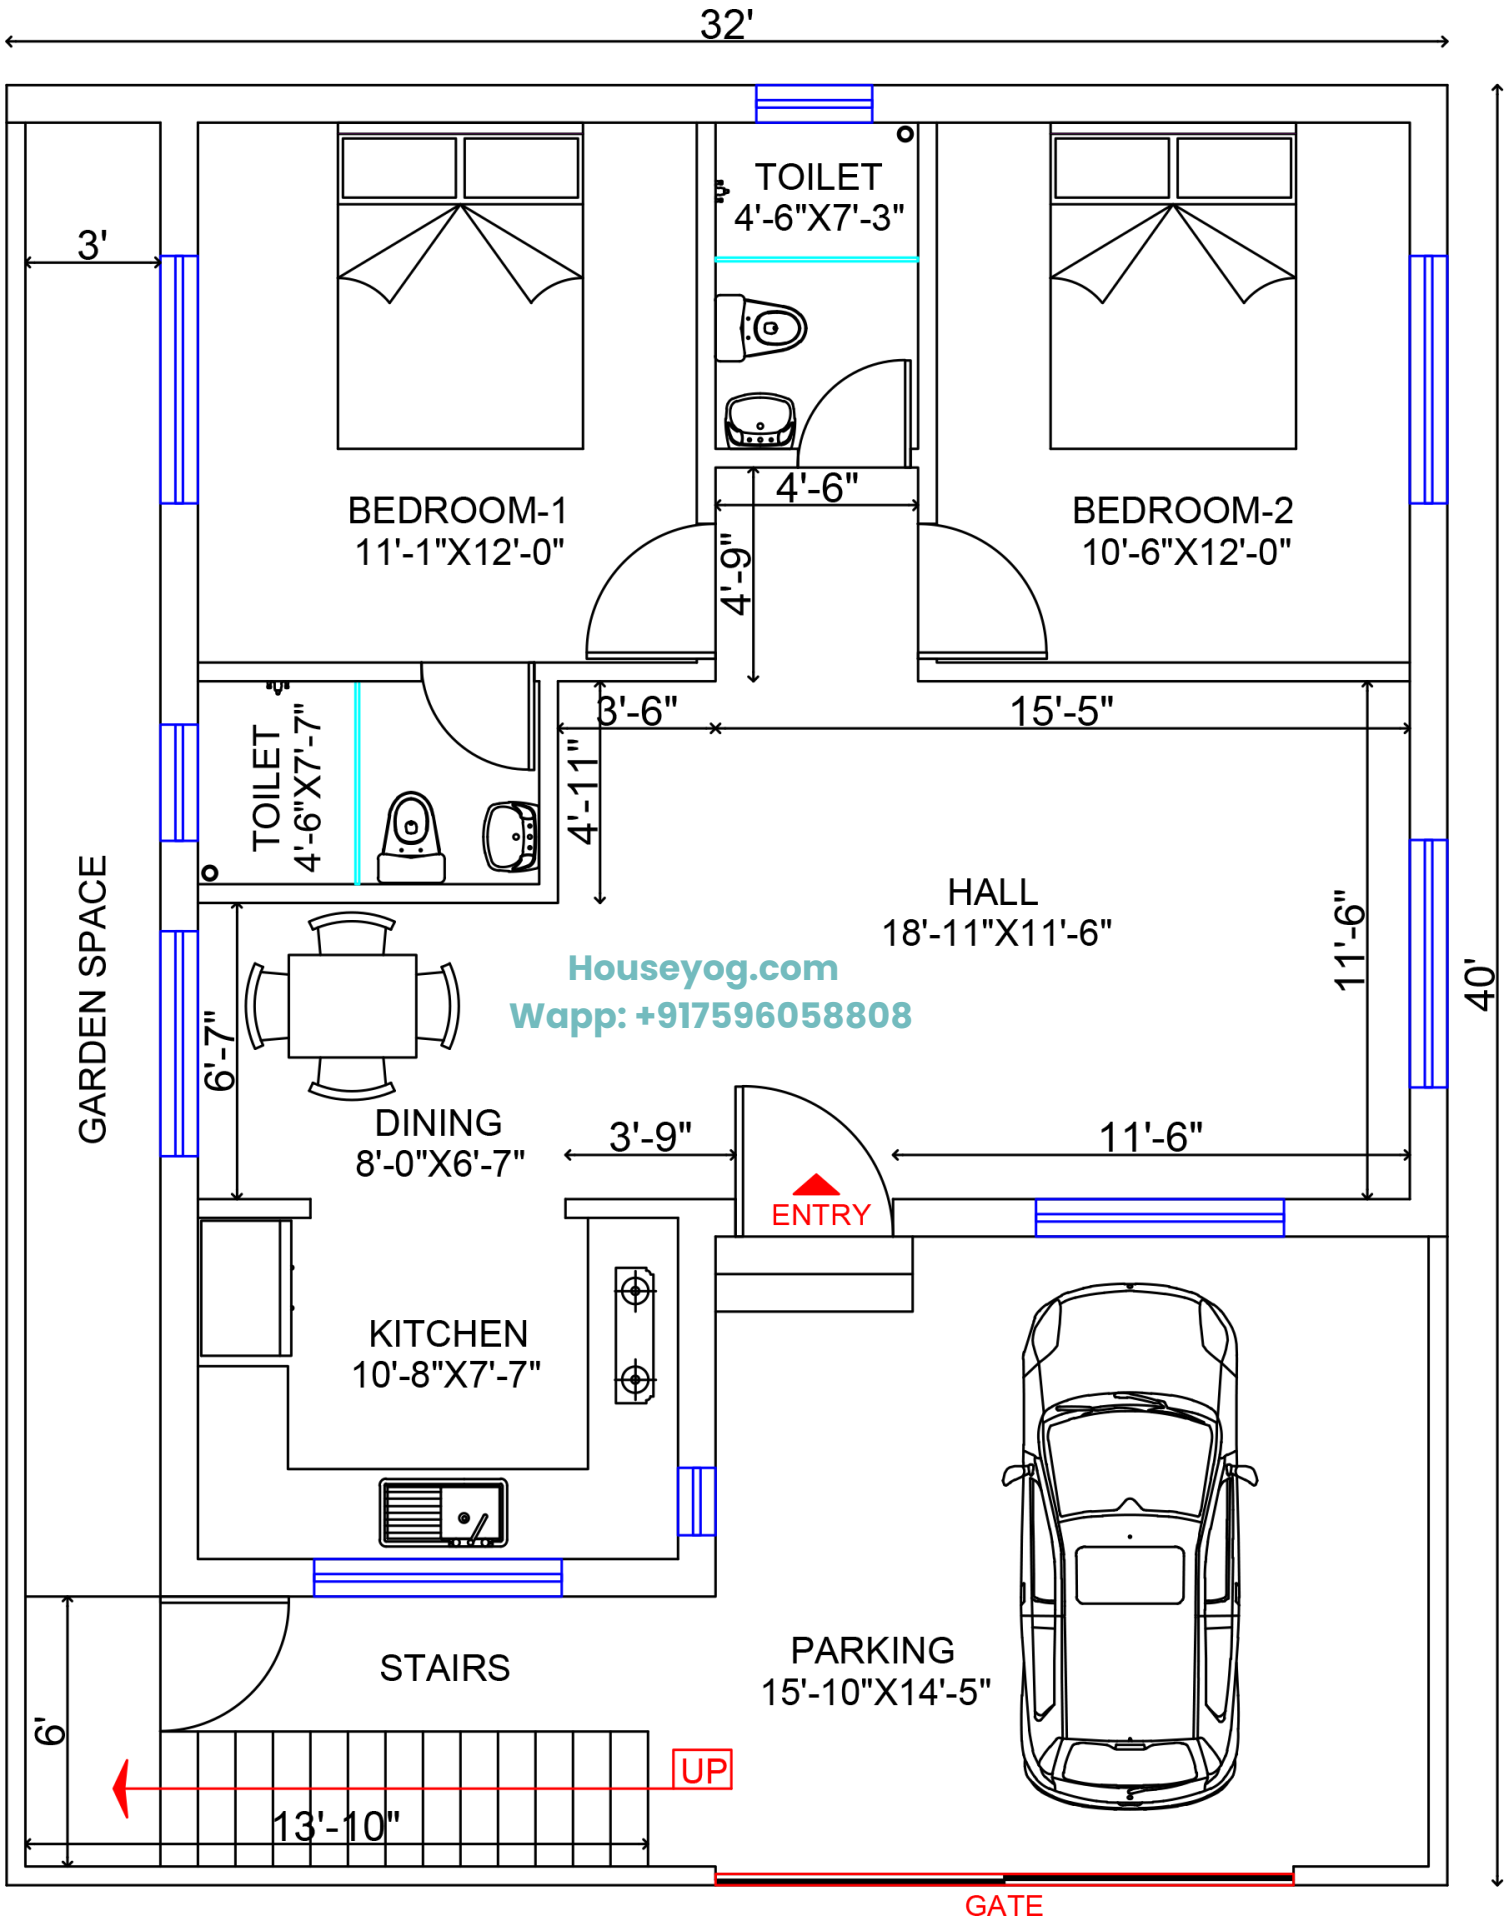 32'
TOILET
4'-6"X7'-3"
3'
4'-6"
BEDROOM-1
11'-1"X12'-0"
4'-9"
BEDROOM-2
10'-6"X12'-0"
3'-6"
15'-5"
TOILET
4'-6"X7'-7"
4'-11"
HALL
18'-11"X11'-6"
11'-6"
40'
GARDEN SPACE
Houseyog.com
Wapp: +917596058808
6'-7"
DINING
8'-0"X6'-7"
3'-9"
11'-6"
ENTRY
KITCHEN
10'-8"X7'-7"
STAIRS
PARKING
15'-10"X14'-5"
6'
UP
13'-10"
GATE